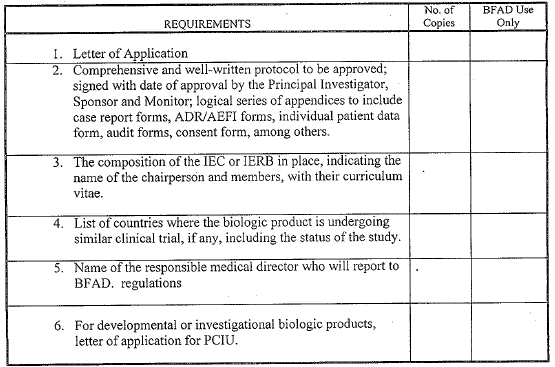 REQUIREMENTS
No. of
Copies
BFAD Use
Only
1. Letter of Application
2. Comprehensive and well-written protocol to be approved;
signed with date of approval by the Principal Investigator,
Sponsor and Monitor; logical series of appendices to include
case report forms, ADR/AEFI forms, individual patient data
form, audit forms, consent form, among others.
3. The composition of the IEC or IERB in place, indicating the
name of the chairperson and members, with their curriculum
vitae.
4. List of countries where the biologic product is undergoing
similar clinical trial, if any, including the status of the study.
5. Name of the responsible medical director who will report to
BFAD. regulations
6. For developmental or investigational biologic products,
letter of application for PCIU.